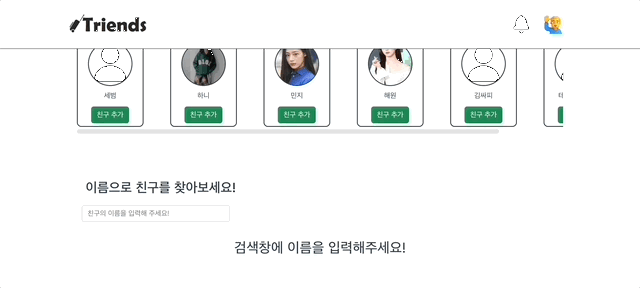 Triends
세범
하니
민지
해원
김싸피
친구 추가
친구 추가
친구 추가
친구 추가
친구 추가
친구
이름으로 친구를 찾아보세요!
친구의 이름을 입력해 주세요!
검색창에 이름을 입력해주세요!